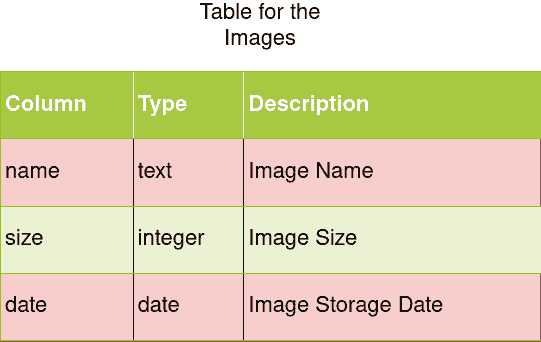 Table for the
Images
Column Type Description
name text Image Name
size integer Image Size
date date Image Storage Date